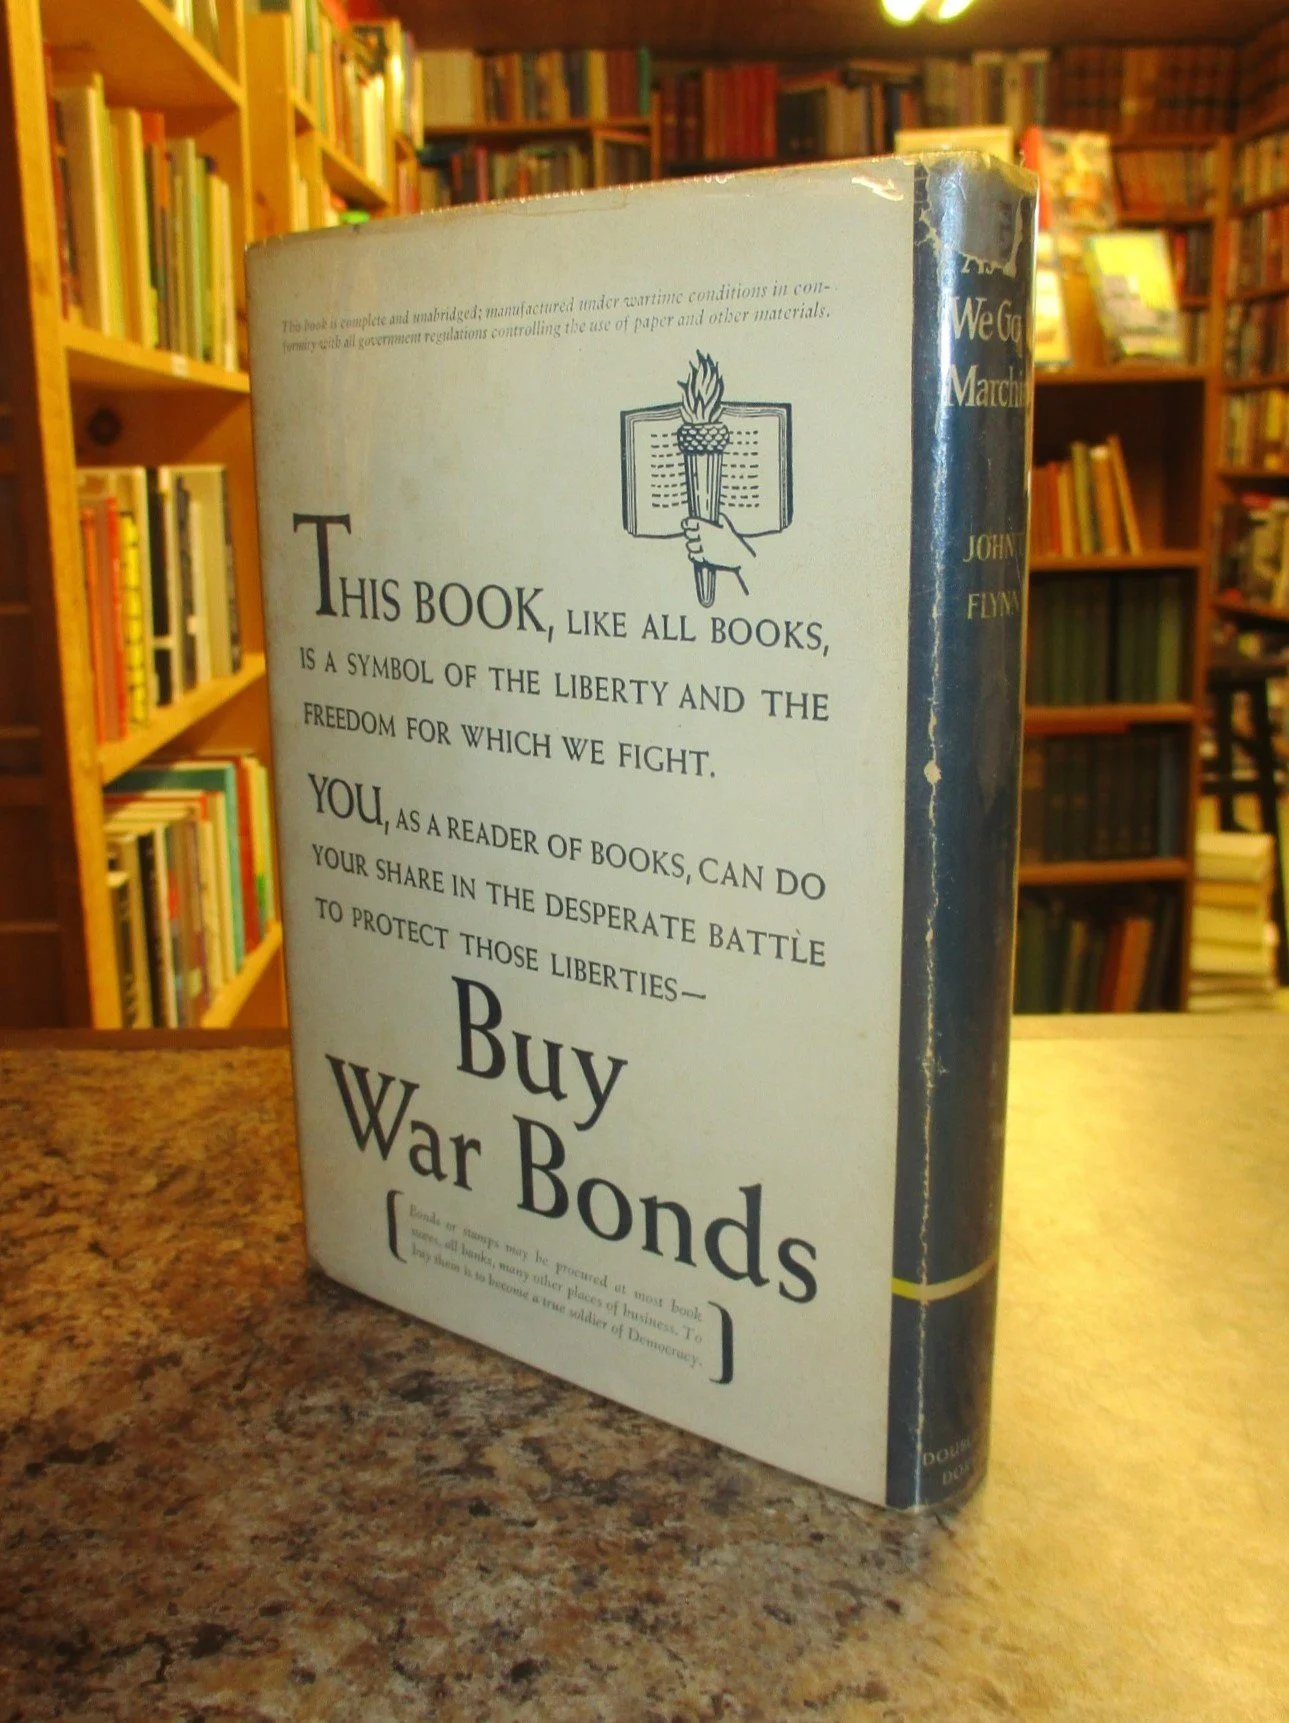 This book is complete and unabridged; manufactured under wartime conditions in con-
formity with all government regulations controlling the use of paper and other materials.
THIS BOOK, LIKE ALL BOOKS,
IS A SYMBOL OF THE LIBERTY AND THE
FREEDOM FOR WHICH WE FIGHT.
YOU, AS A READER OF BOOKS, CAN DO
YOUR SHARE IN THE DESPERATE BATTLE
TO PROTECT THOSE LIBERTIES—
Buy
War Bonds
Bonds or stamps may be procured at most book
stores, all banks, many other places of business. To
buy them is to become a true soldier of Democracy.
As
We Go
Marchi
JOHN T
FLYNN
DOUB
DOR